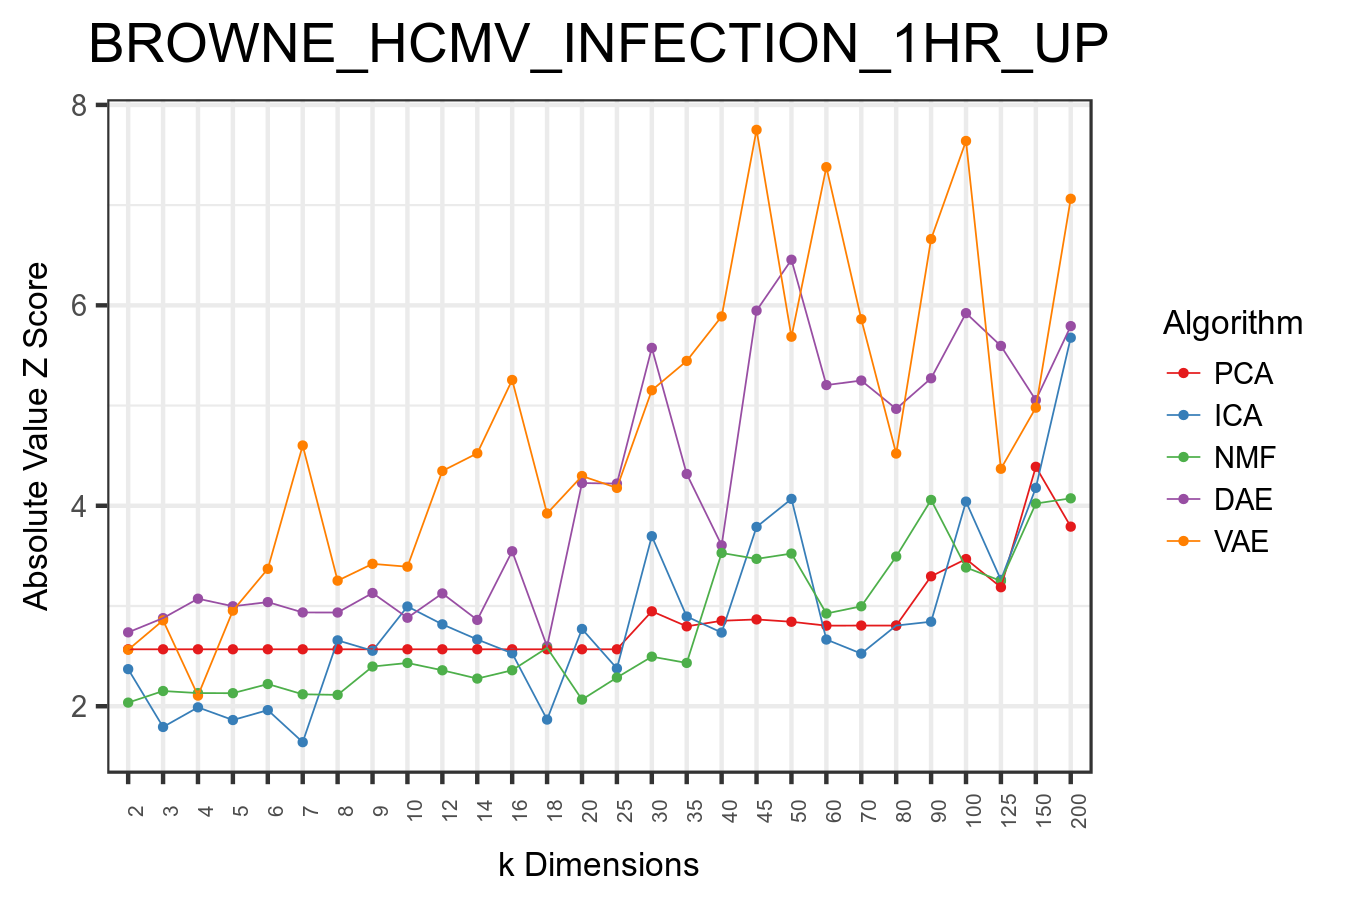 BROWNE_HCMV_INFECTION_1HR_UP
8
6
4
2
Absolute Value Z Score
2 3 4 5 6 7 8 9 10 12 14 16 18 20 25 30 35 40 45 50 60 70 80 90 100 125 150 200
k Dimensions
Algorithm
PCA
ICA
NMF
DAE
VAE